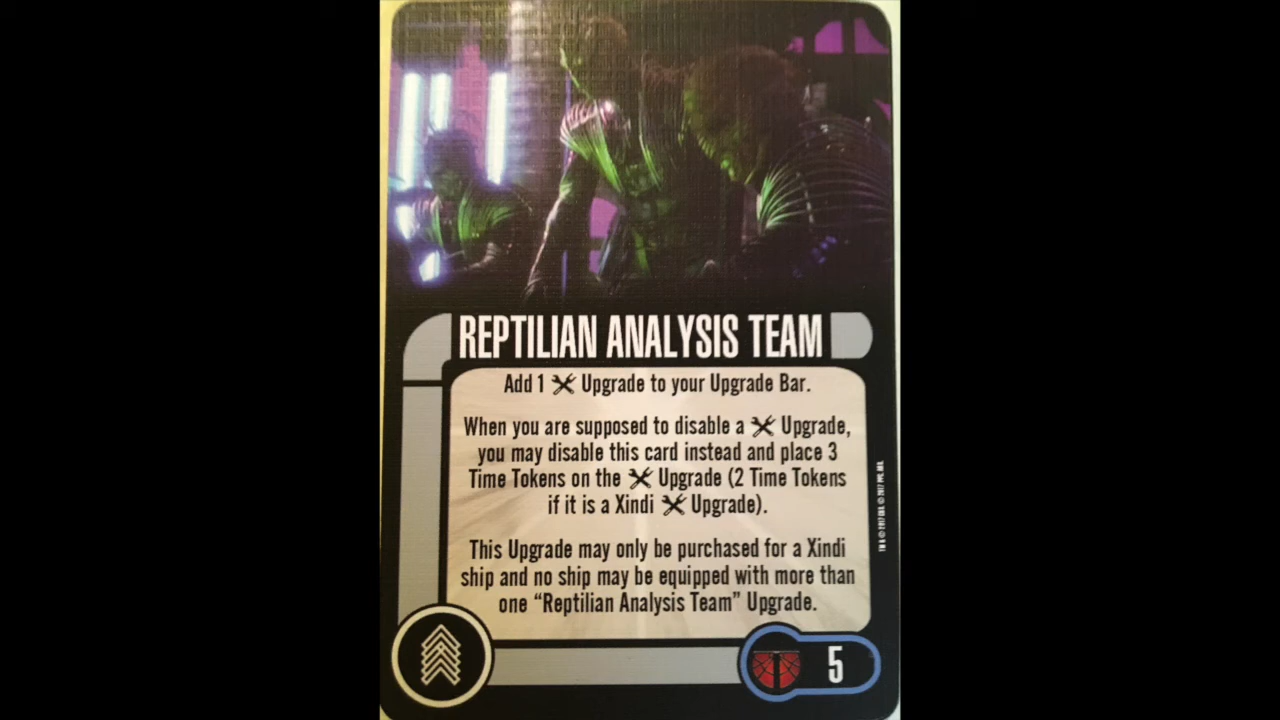 REPTILIAN ANALYSIS TEAM
Add 1 Upgrade to your Upgrade Bar.
When you are supposed to disable a Upgrade,
you may disable this card instead and place 3
Time Tokens on the Upgrade (2 Time Tokens
if it is a Xindi Upgrade).
This Upgrade may only be purchased for a Xindi
ship and no ship may be equipped with more than
one “Reptilian Analysis Team” Upgrade.
5